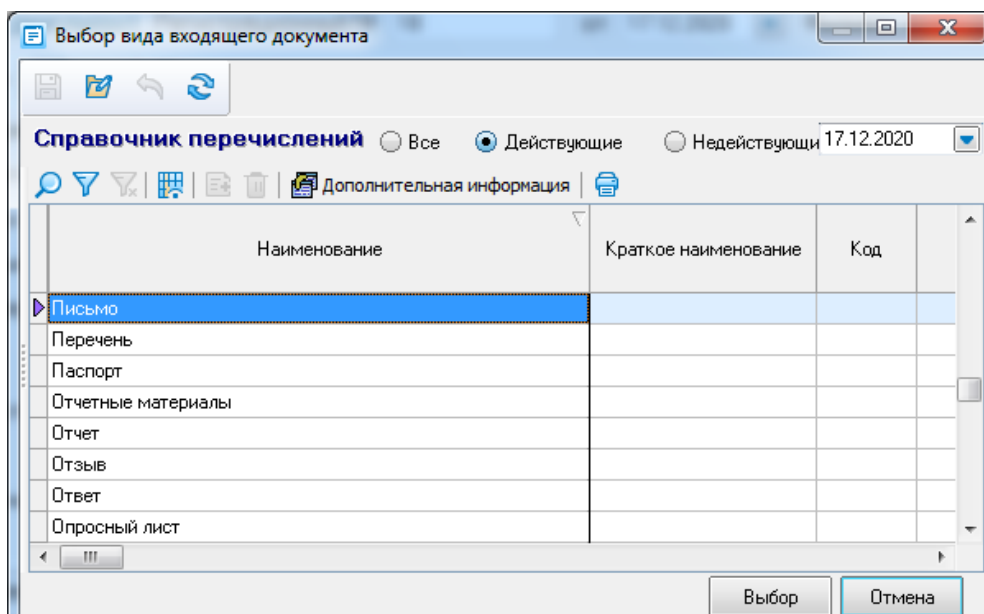 Выбор вида входящего документа
Справочник перечислений Все Действующие Недействующи 17.12.2020
Дополнительная информация
Наименование Краткое наименование Код
Письмо
Перечень
Паспорт
Отчетные материалы
Отчет
Отзыв
Ответ
Опросный лист
Выбор Отмена